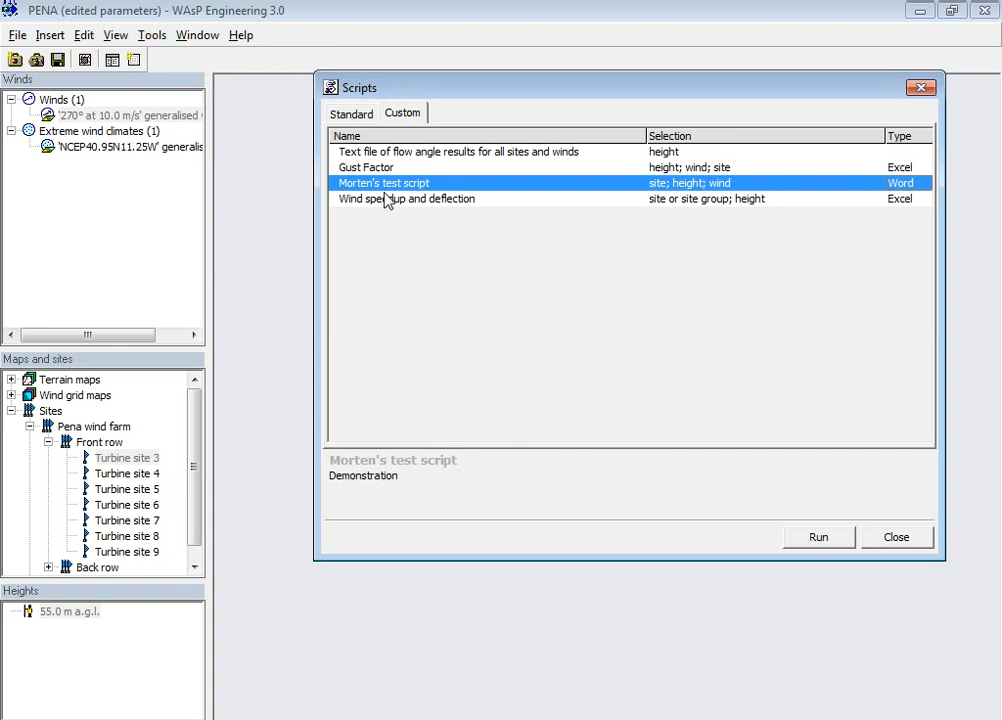 PENA (edited parameters) - WAsP Engineering 3.0
File Insert Edit View Tools Window Help
Winds
Winds (1)
'270° at 10.0 m/s' generalised
Extreme wind climates (1)
'NCEP40.95N11.25W' generalis
Maps and sites
Terrain maps
Wind grid maps
Sites
Pena wind farm
Front row
Turbine site 3
Turbine site 4
Turbine site 5
Turbine site 6
Turbine site 7
Turbine site 8
Turbine site 9
Back row
Heights
55.0 m a.g.l.
Scripts
Standard Custom
Name Selection Type
Text file of flow angle results for all sites and winds height
Gust Factor height; wind; site Excel
Morten's test script site; height; wind Word
Wind speedup and deflection site or site group; height Excel
Morten's test script
Demonstration
Run Close